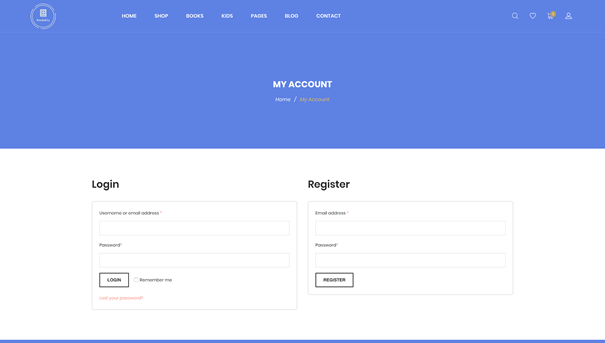 HOME SHOP BOOKS KIDS PAGES BLOG CONTACT
MY ACCOUNT
Home / My Account
Login
Username or email address *
Password*
LOGIN
Remember me
Lost your password?
Register
Email address *
Password*
REGISTER